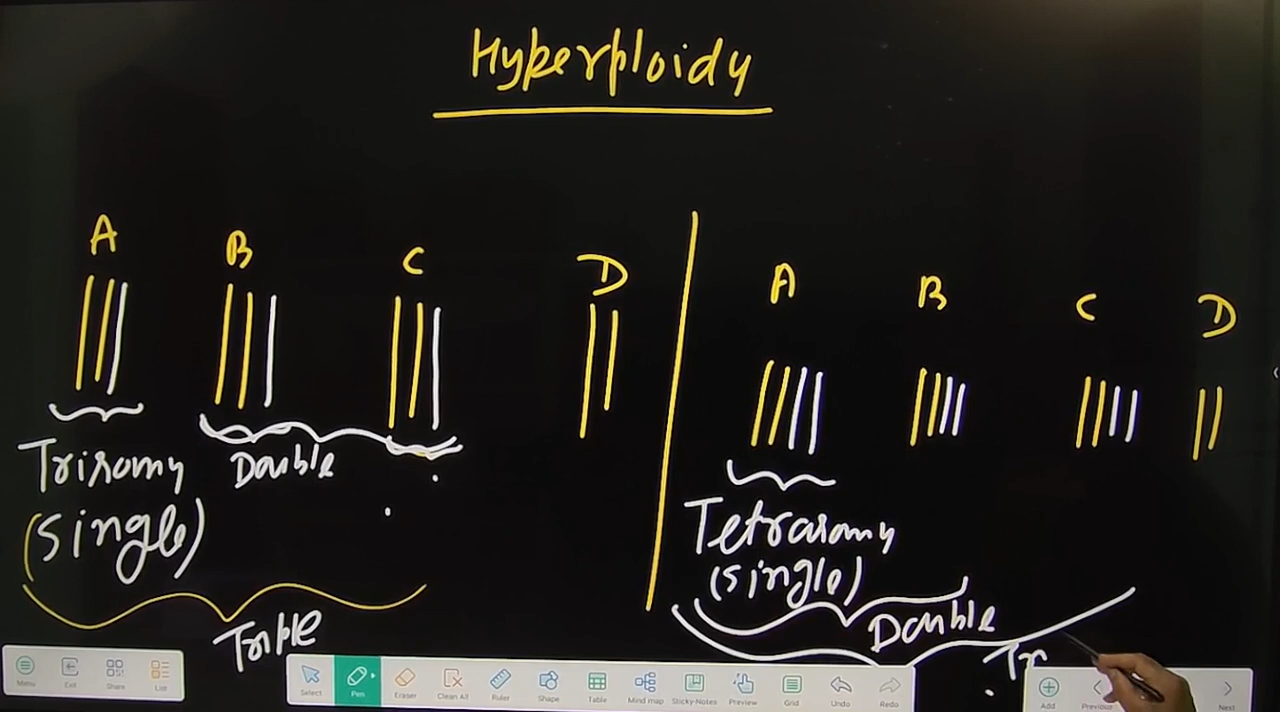 Hyperploidy
A B C D
A B C D
Trisomy
(single)
Double
Triple
Tetrasomy
(single)
Double
Tr
Menu Exit Share List
Select Pen Eraser Clean All Ruler Shape Table Mind map Sticky-Notes Preview Grid Undo Redo
Add Previous Next